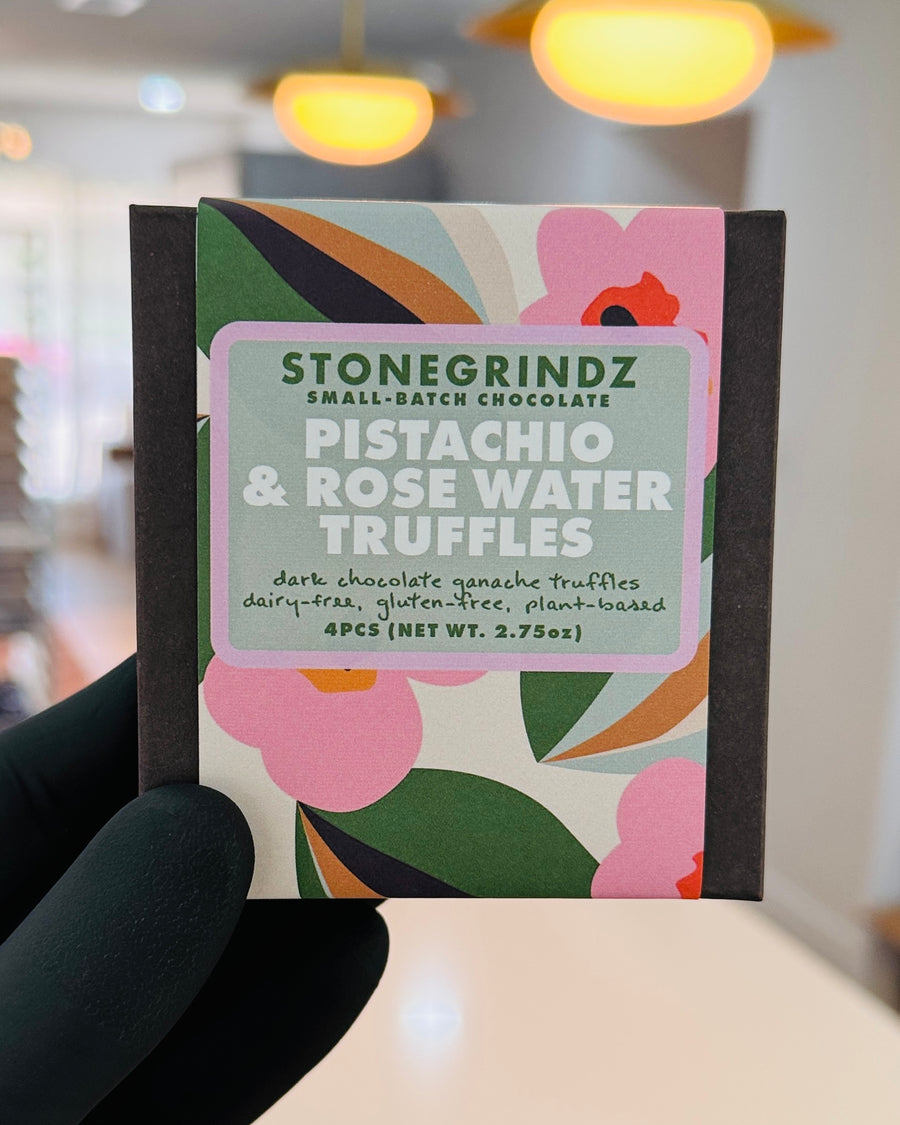 STONEGRINDZ
SMALL-BATCH CHOCOLATE
PISTACHIO
& ROSE WATER
TRUFFLES
dark chocolate ganache truffles
dairy-free, gluten-free, plant-based
4PCS (NET WT. 2.75oz)